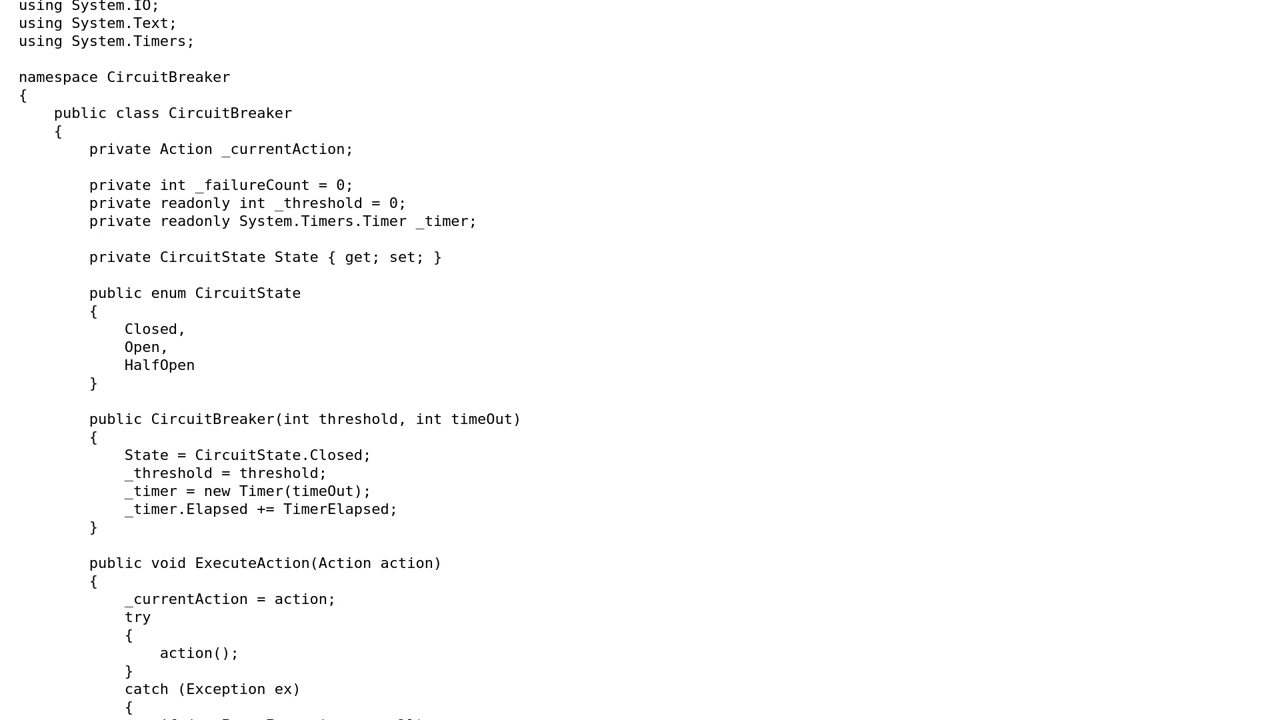 using System.IO;
using System.Text;
using System.Timers;
namespace CircuitBreaker
{
    public class CircuitBreaker
    {
        private Action _currentAction;
        private int _failureCount = 0;
        private readonly int _threshold = 0;
        private readonly System.Timers.Timer _timer;
        private CircuitState State { get; set; }
        public enum CircuitState
        {
            Closed,
            Open,
            HalfOpen
        }
        public CircuitBreaker(int threshold, int timeOut)
        {
            State = CircuitState.Closed;
            _threshold = threshold;
            _timer = new Timer(timeOut);
            _timer.Elapsed += TimerElapsed;
        }
        public void ExecuteAction(Action action)
        {
            _currentAction = action;
            try
            {
                action();
            }
            catch (Exception ex)
            {